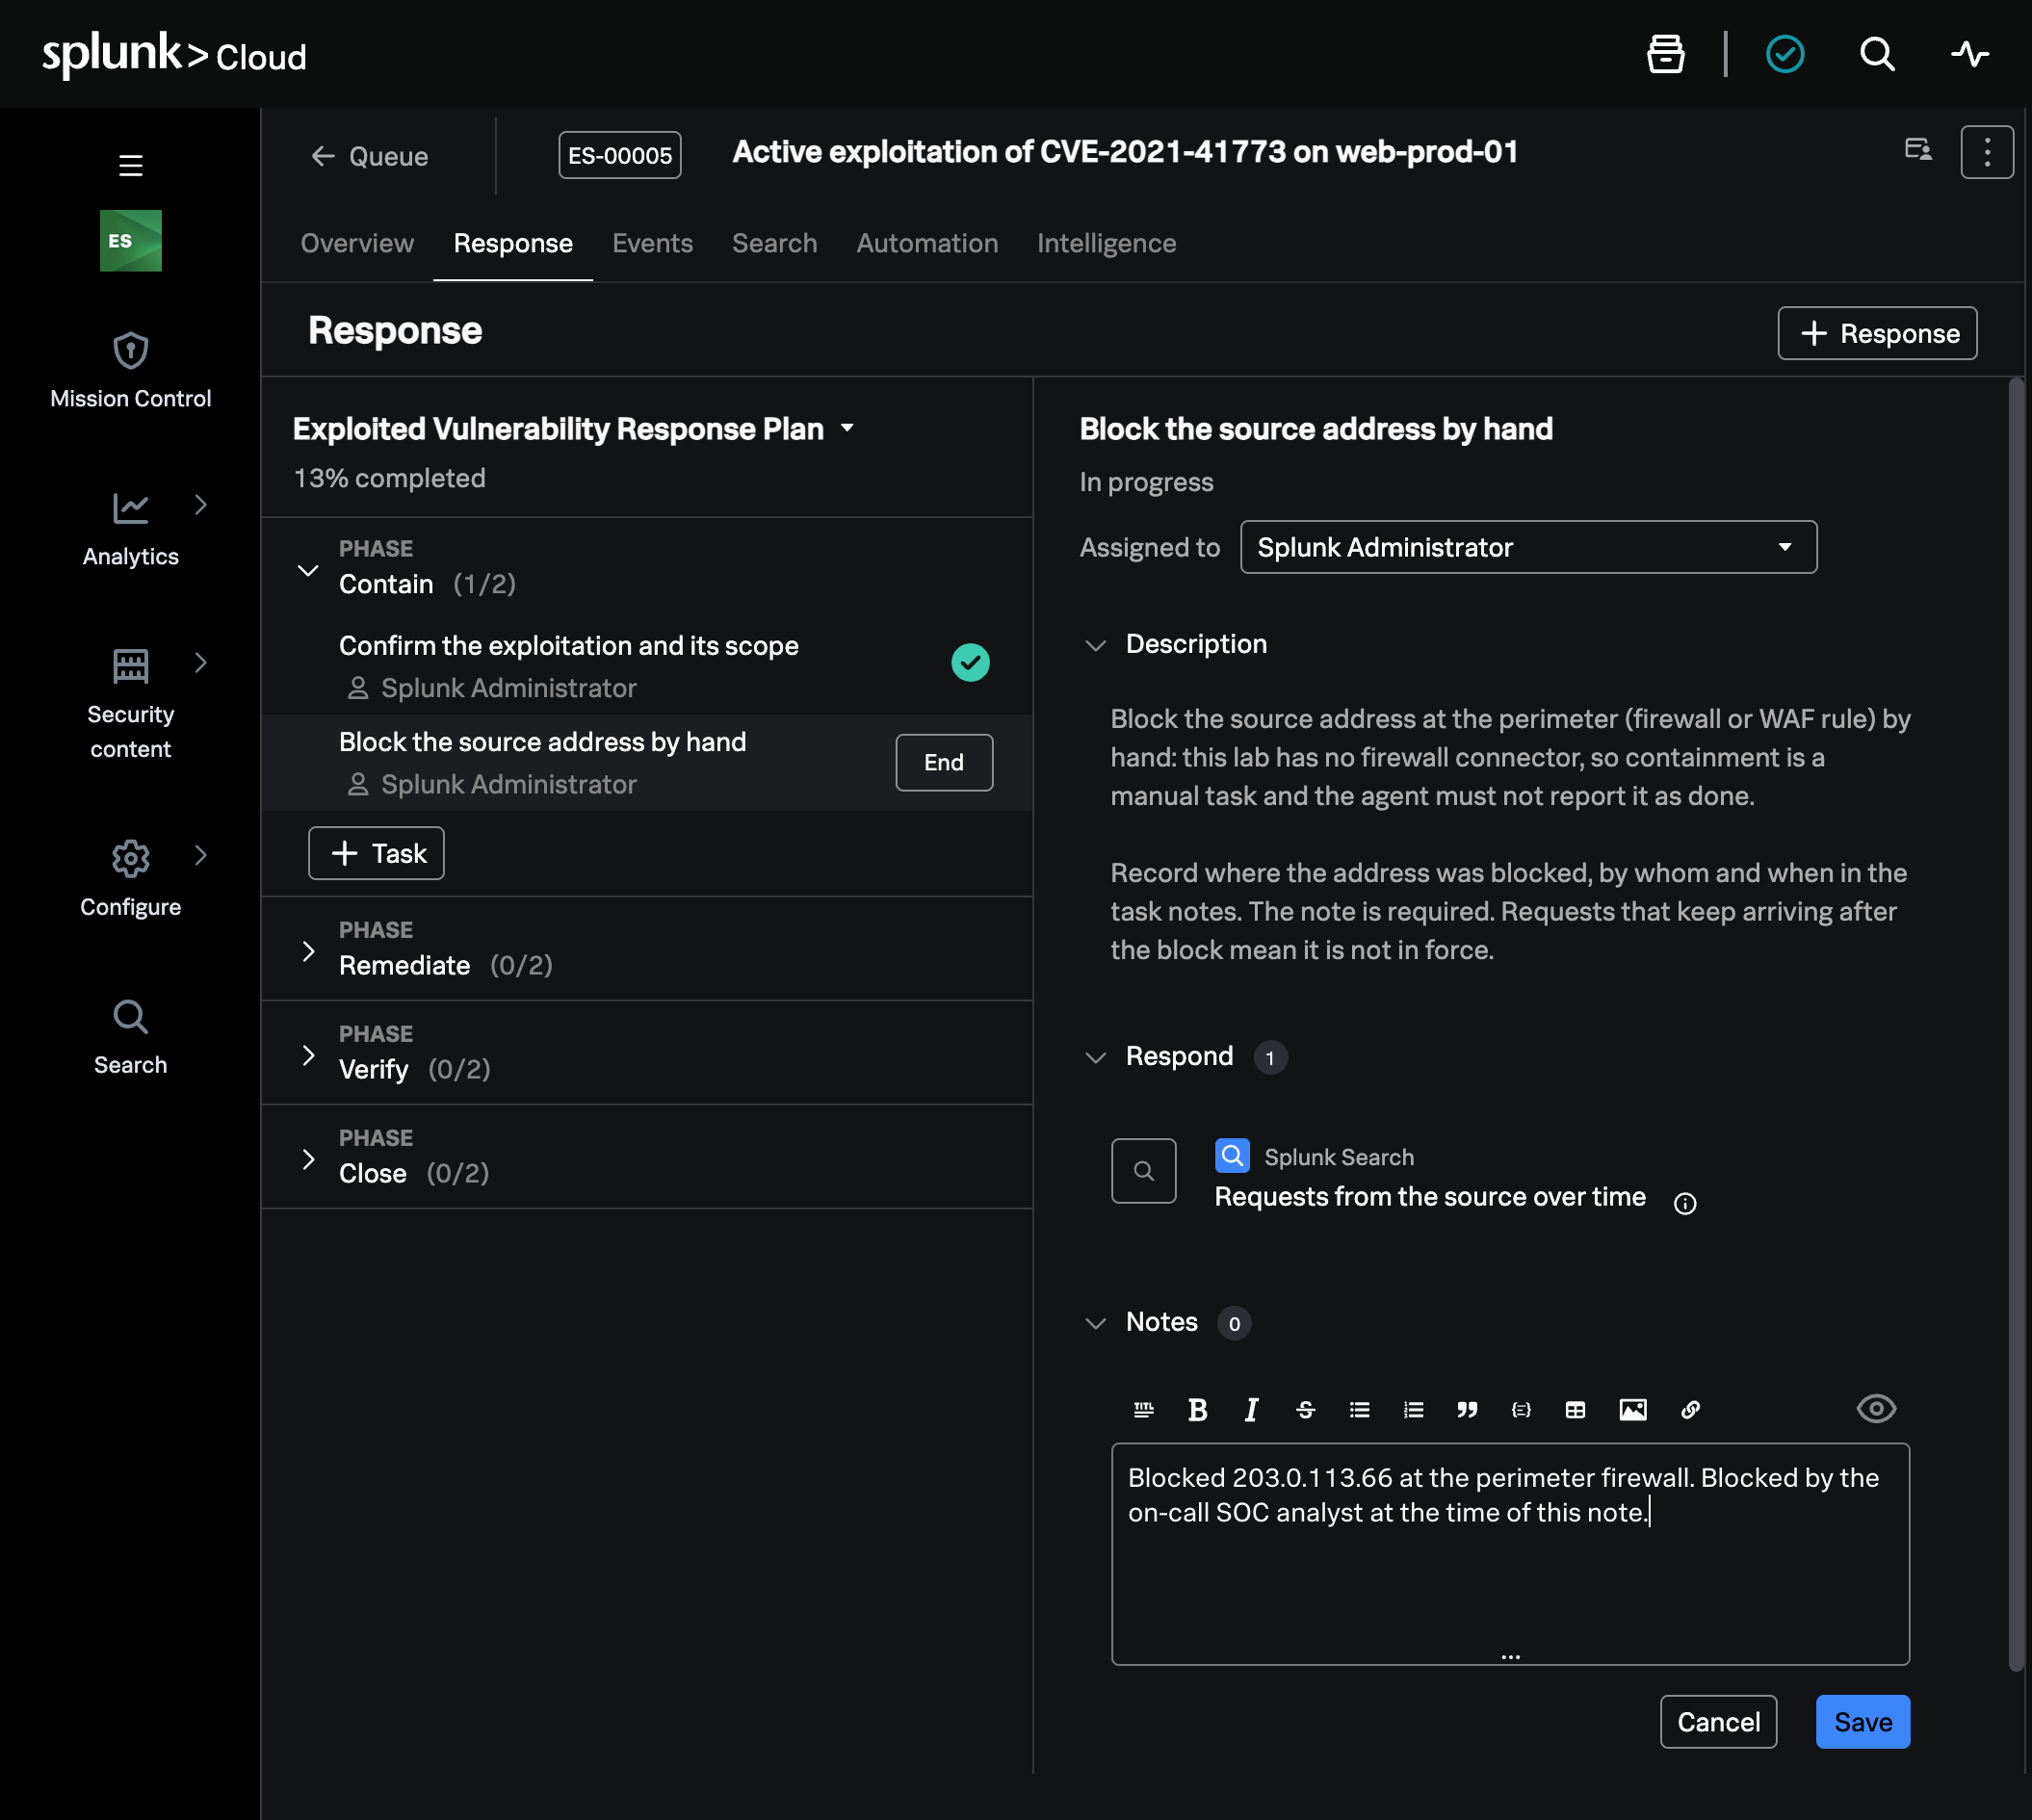 splunk> Cloud
← Queue
ES-00005
Active exploitation of CVE-2021-41773 on web-prod-01
ES
Mission Control
Analytics
Security
content
Configure
Search
Overview Response Events Search Automation Intelligence
Response
+ Response
Exploited Vulnerability Response Plan
13% completed
PHASE
Contain (1/2)
Confirm the exploitation and its scope
Splunk Administrator
Block the source address by hand
Splunk Administrator
End
+ Task
PHASE
Remediate (0/2)
PHASE
Verify (0/2)
PHASE
Close (0/2)
Block the source address by hand
In progress
Assigned to Splunk Administrator
Description
Block the source address at the perimeter (firewall or WAF rule) by
hand: this lab has no firewall connector, so containment is a
manual task and the agent must not report it as done.
Record where the address was blocked, by whom and when in the
task notes. The note is required. Requests that keep arriving after
the block mean it is not in force.
Respond 1
Splunk Search
Requests from the source over time
Notes 0
Blocked 203.0.113.66 at the perimeter firewall. Blocked by the
on-call SOC analyst at the time of this note.
Cancel Save